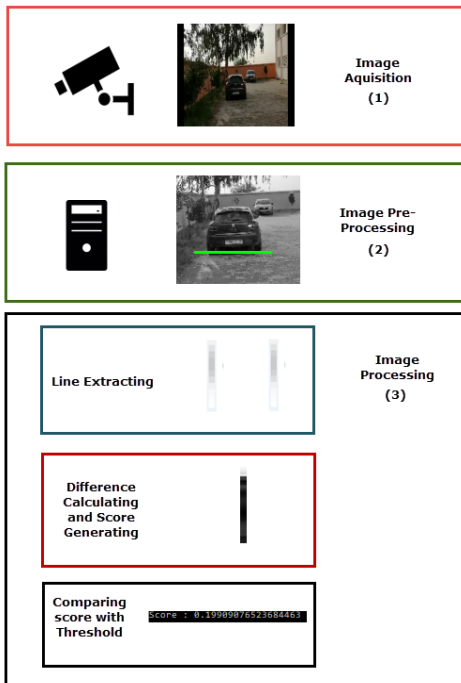 Image
Aquisition
(1)
Image Pre-
Processing
(2)
Image
Processing
(3)
Line Extracting
Difference
Calculating
and Score
Generating
Comparing
score with
Threshold
Score : 0.19909076523684463